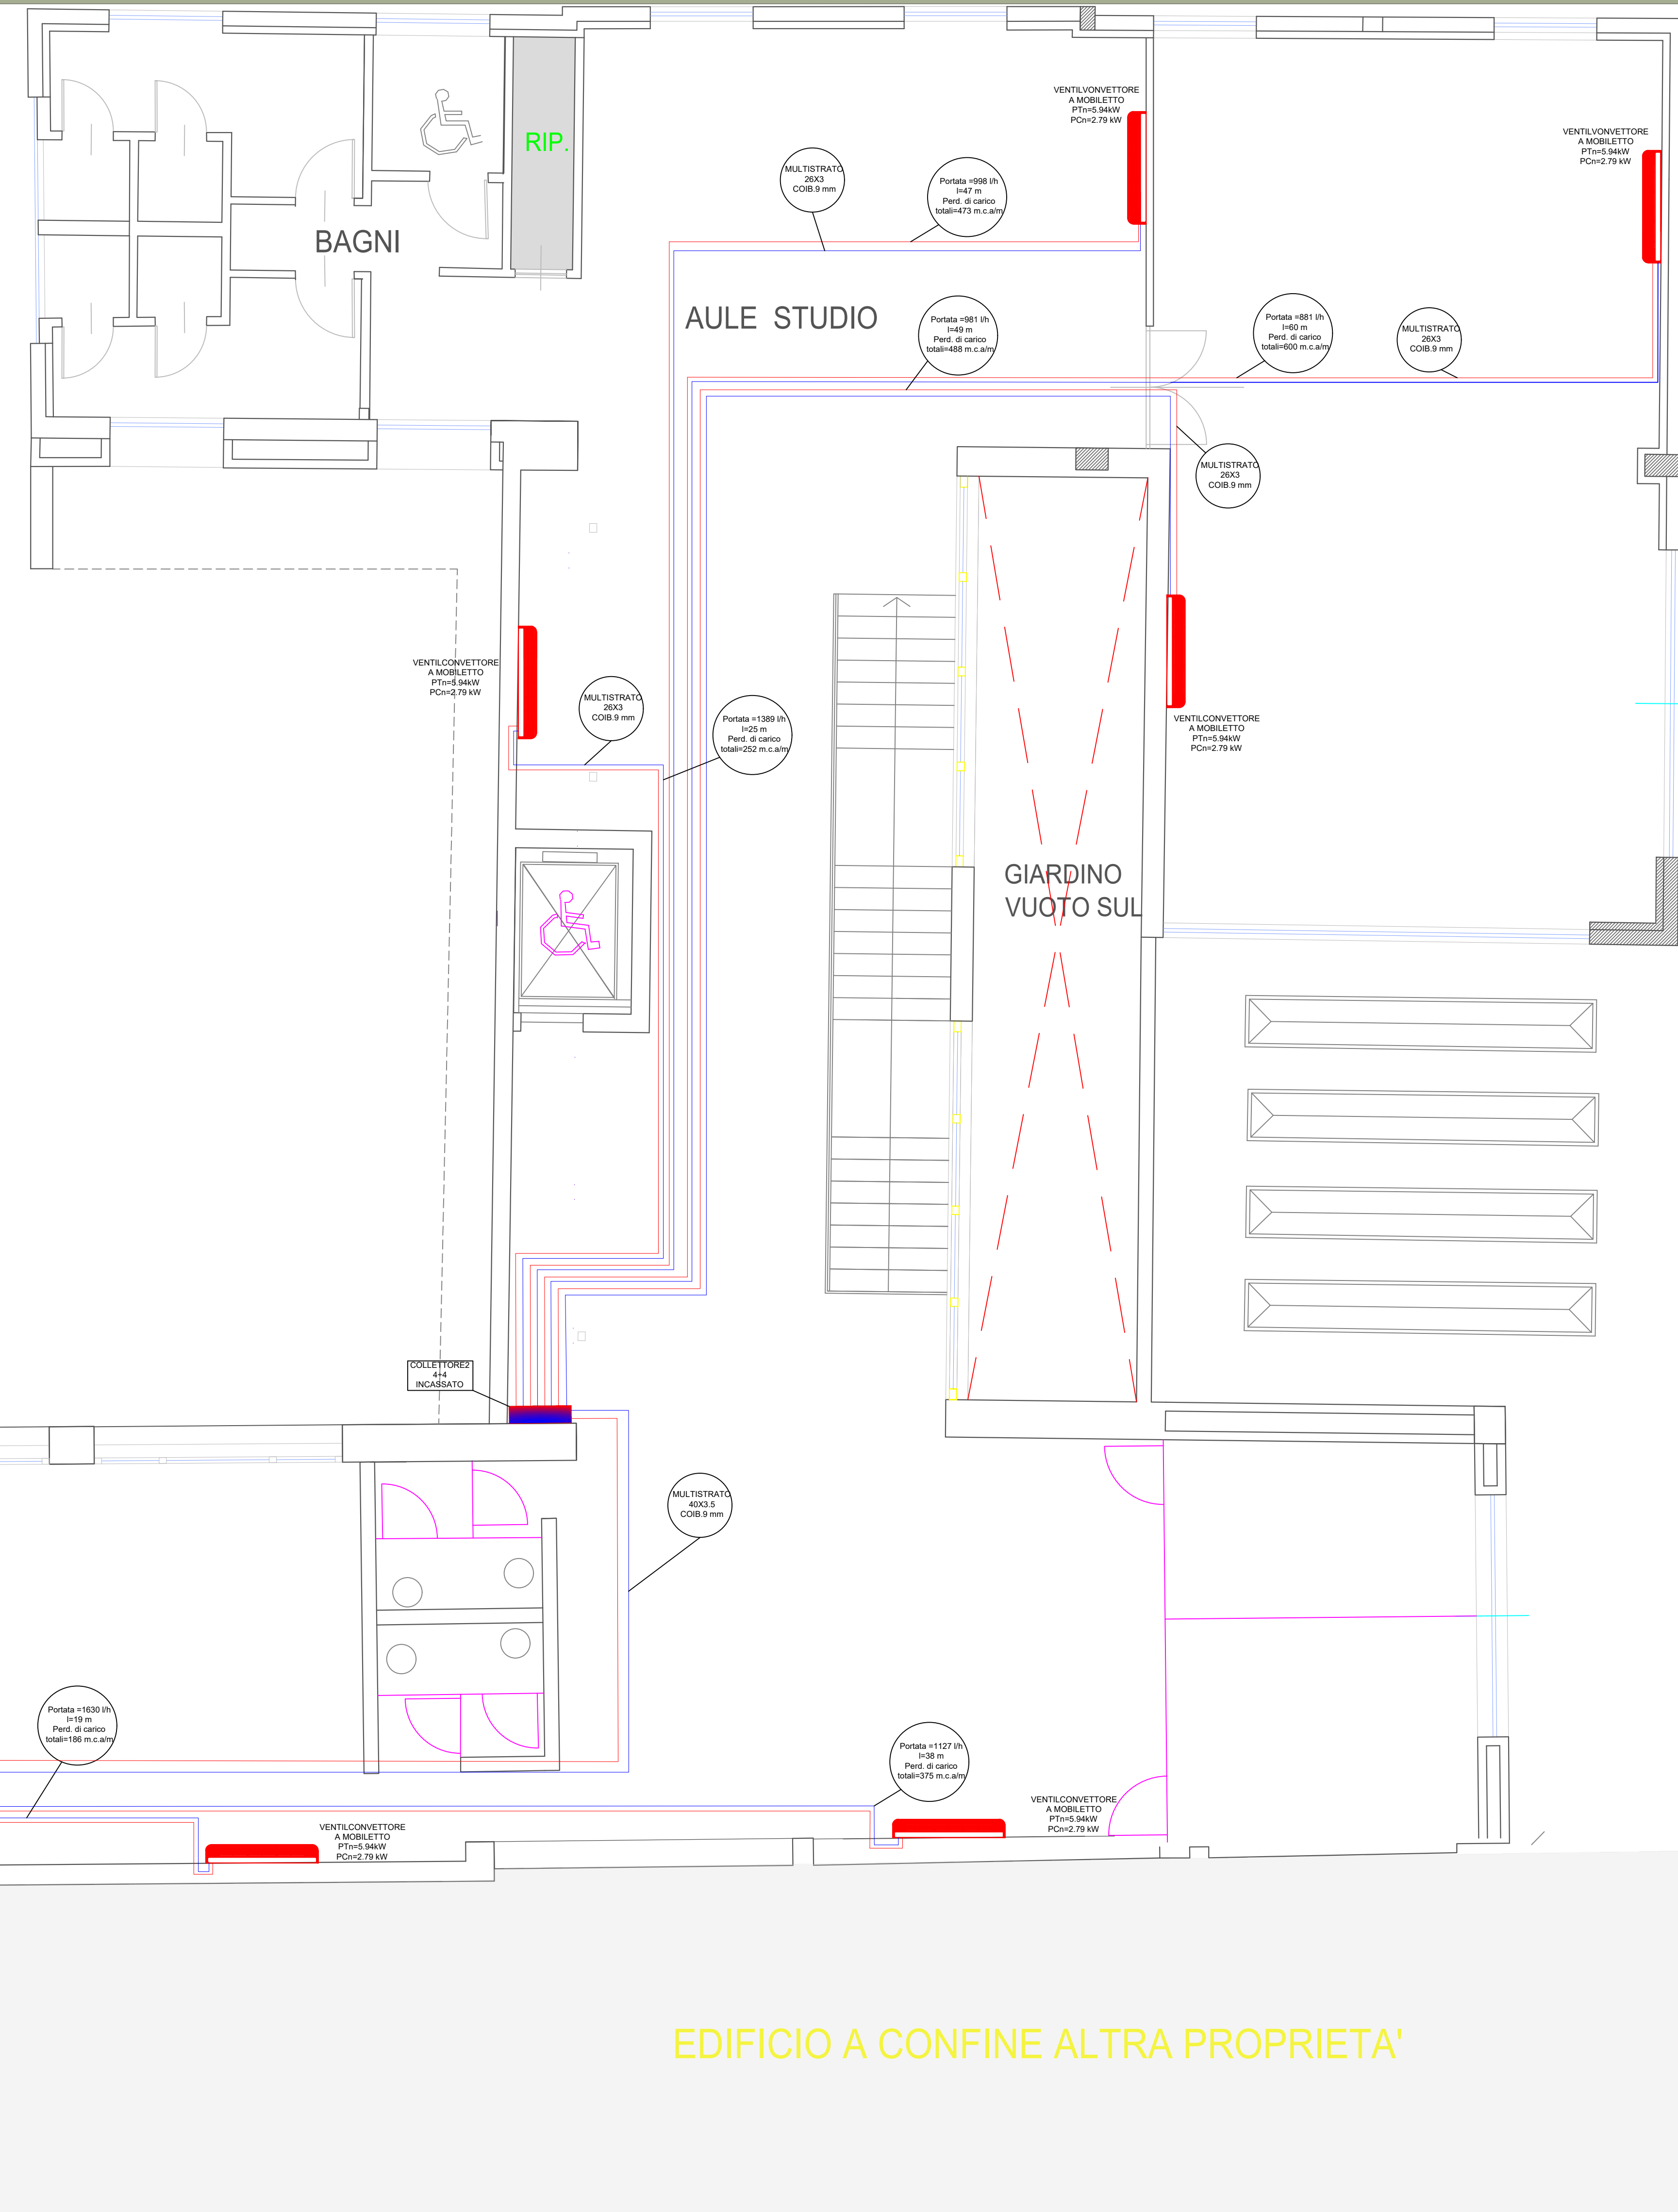 VENTILVONVETTORE
A MOBILETTO
PTn=5.94kW
PCn=2.79 kW
VENTILVONVETTORE
A MOBILETTO
PTn=5.94kW
PCn=2.79 kW
RIP.
MULTISTRATO
26X3
COIB.9 mm
Portata =998 l/h
l=47 m
Perd. di carico
totali=473 m.c.a/m
BAGNI
AULE STUDIO
Portata =981 l/h
l=49 m
Perd. di carico
totali=488 m.c.a/m
Portata =881 l/h
l=60 m
Perd. di carico
totali=600 m.c.a/m
MULTISTRATO
26X3
COIB.9 mm
MULTISTRATO
26X3
COIB.9 mm
VENTILCONVETTORE
A MOBILETTO
PTn=5.94kW
PCn=2.79 kW
MULTISTRATO
26X3
COIB.9 mm
Portata =1389 l/h
l=25 m
Perd. di carico
totali=252 m.c.a/m
VENTILCONVETTORE
A MOBILETTO
PTn=5.94kW
PCn=2.79 kW
GIARDINO
VUOTO SUL
COLLETTORE2
4+4
INCASSATO
MULTISTRATO
40X3.5
COIB.9 mm
Portata =1630 l/h
l=19 m
Perd. di carico
totali=186 m.c.a/m
Portata =1127 l/h
l=38 m
Perd. di carico
totali=375 m.c.a/m
VENTILCONVETTORE
A MOBILETTO
PTn=5.94kW
PCn=2.79 kW
VENTILCONVETTORE
A MOBILETTO
PTn=5.94kW
PCn=2.79 kW
EDIFICIO A CONFINE ALTRA PROPRIETA'